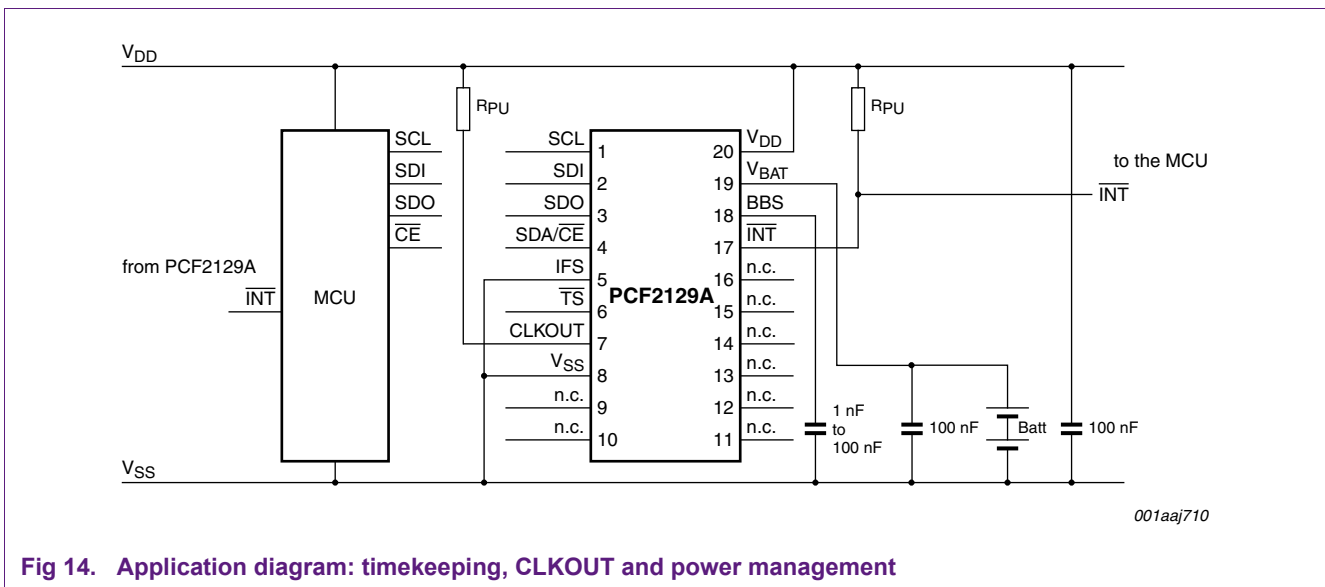 VDD
RPU
RPU
SCL
SDI
SDO
CE
from PCF2129A
INT
MCU
SCL 1
SDI 2
SDO 3
SDA/CE 4
IFS 5
TS 6
CLKOUT 7
VSS 8
n.c. 9
n.c. 10
PCF2129A
20 VDD
19 VBAT
18 BBS
17 INT
16 n.c.
15 n.c.
14 n.c.
13 n.c.
12 n.c.
11 n.c.
to the MCU
INT
1 nF
to
100 nF
100 nF
Batt
100 nF
VSS
001aaj710
Fig 14. Application diagram: timekeeping, CLKOUT and power management